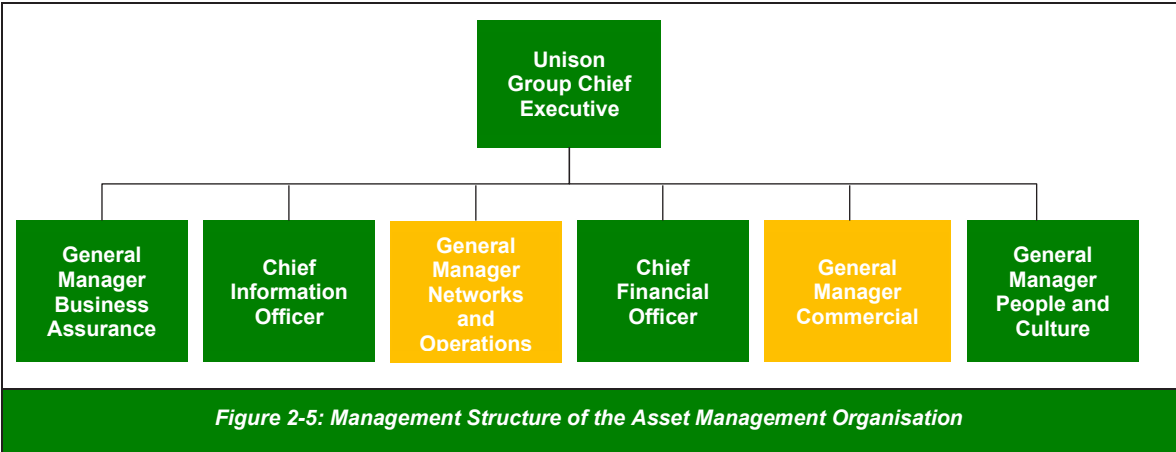 Unison
Group Chief
Executive
General
Manager
Business
Assurance
Chief
Information
Officer
General
Manager
Networks
and
Operations
Chief
Financial
Officer
General
Manager
Commercial
General
Manager
People and
Culture
Figure 2-5: Management Structure of the Asset Management Organisation